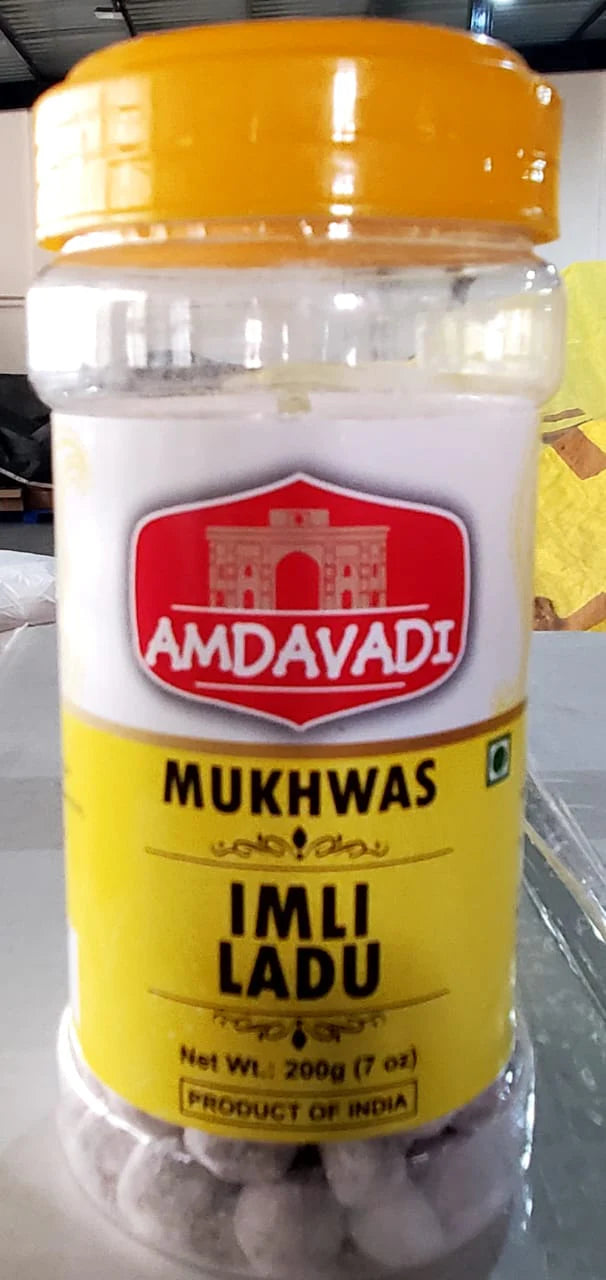 AMDAVADI
MUKHWAS
IMLI
LADU
Net Wt.: 200g (7 oz)
PRODUCT OF INDIA